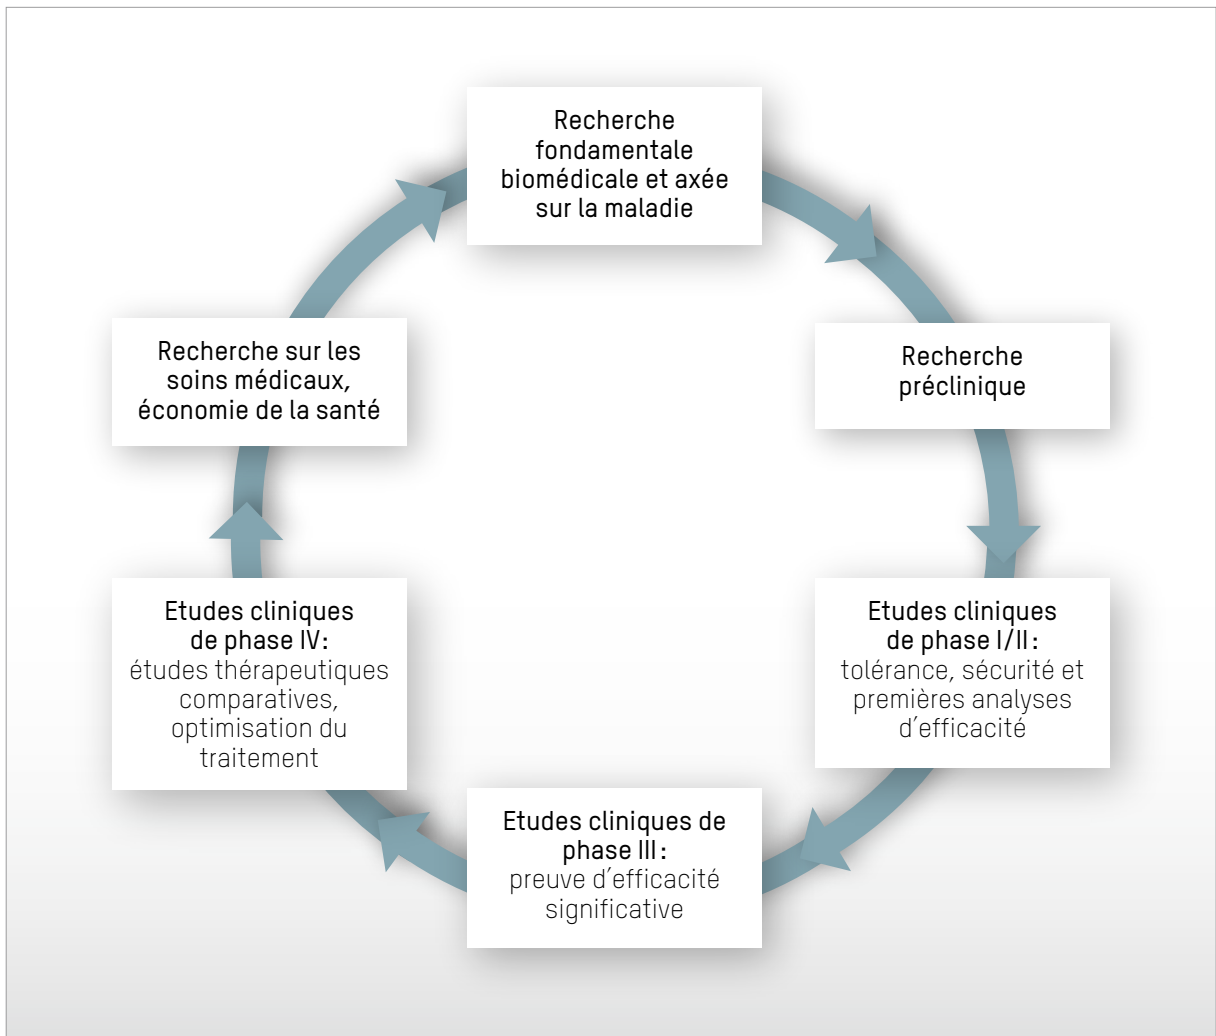 Recherche
fondamentale
biomédicale et axée
sur la maladie
Recherche
préclinique
Etudes cliniques
de phase I/II :
tolérance, sécurité et
premières analyses
d'efficacité
Etudes cliniques de
phase III :
preuve d'efficacité
significative
Etudes cliniques
de phase IV :
études thérapeutiques
comparatives,
optimisation du
traitement
Recherche sur les
soins médicaux,
économie de la santé